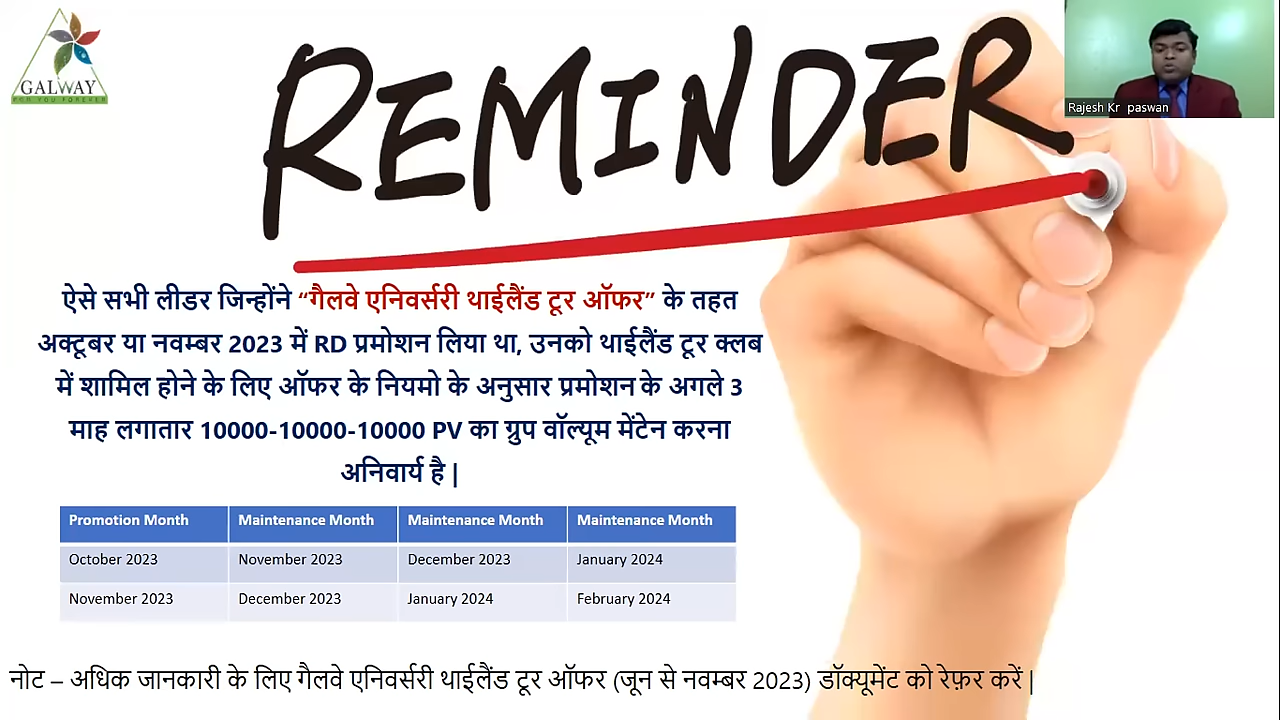 GALWAY
FOR YOU FOREVER
REMINDER
Rajesh Kr paswan
ऐसे सभी लीडर जिन्होंने “गैलवे एनिवर्सरी थाईलैंड टूर ऑफर” के तहत
अक्टूबर या नवम्बर 2023 में RD प्रमोशन लिया था, उनको थाईलैंड टूर क्लब
में शामिल होने के लिए ऑफर के नियमो के अनुसार प्रमोशन के अगले 3
माह लगातार 10000-10000-10000 PV का ग्रुप वॉल्यूम मेंटेन करना
अनिवार्य है |
Promotion Month Maintenance Month Maintenance Month Maintenance Month
October 2023 November 2023 December 2023 January 2024
November 2023 December 2023 January 2024 February 2024
नोट – अधिक जानकारी के लिए गैलवे एनिवर्सरी थाईलैंड टूर ऑफर (जून से नवम्बर 2023) डॉक्यूमेंट को रेफ़र करें |